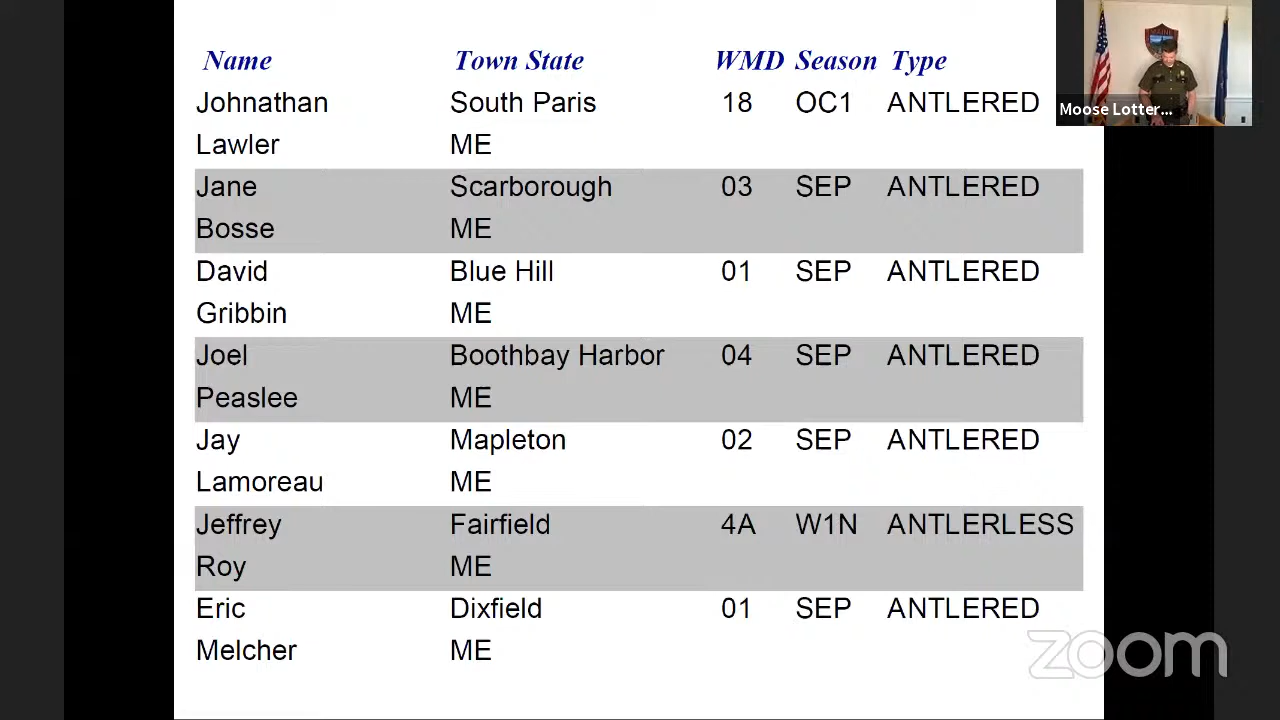 Name Town State WMD Season Type
Johnathan South Paris 18 OC1 ANTLERED
Lawler ME
Jane Scarborough 03 SEP ANTLERED
Bosse ME
David Blue Hill 01 SEP ANTLERED
Gribbin ME
Joel Boothbay Harbor 04 SEP ANTLERED
Peaslee ME
Jay Mapleton 02 SEP ANTLERED
Lamoreau ME
Jeffrey Fairfield 4A W1N ANTLERLESS
Roy ME
Eric Dixfield 01 SEP ANTLERED
Melcher ME
Moose Lotter...
MAINE
zoom